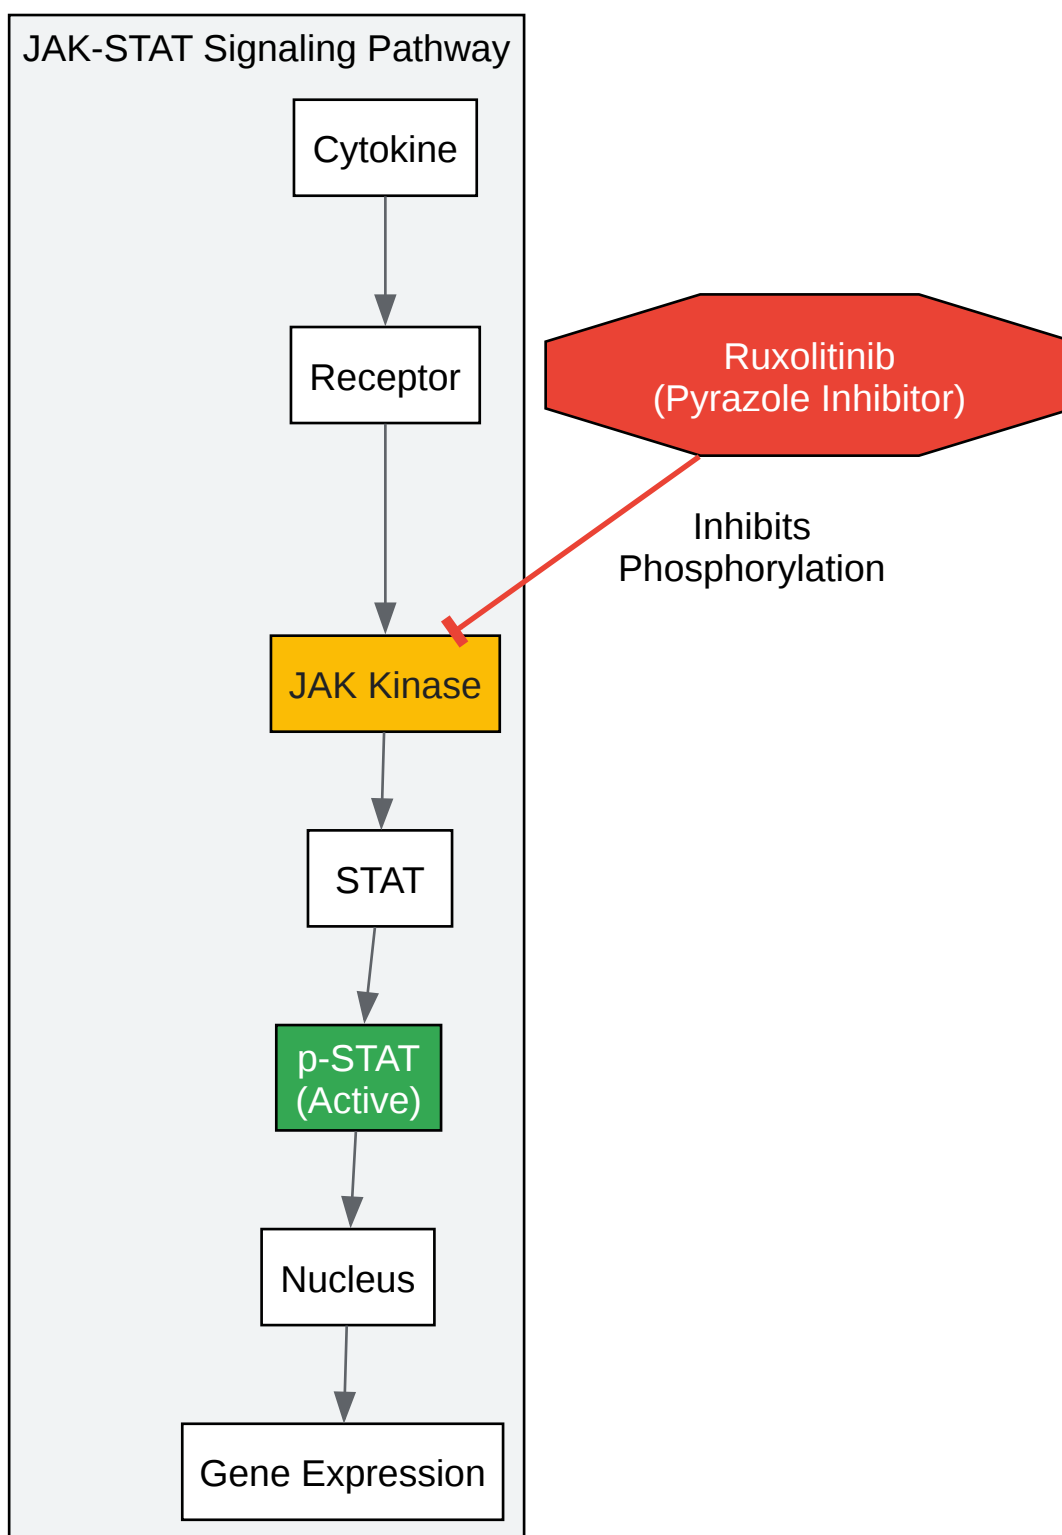 JAK-STAT Signaling Pathway
Cytokine
Receptor
Ruxolitinib
(Pyrazole Inhibitor)
Inhibits
Phosphorylation
JAK Kinase
STAT
p-STAT
(Active)
Nucleus
Gene Expression